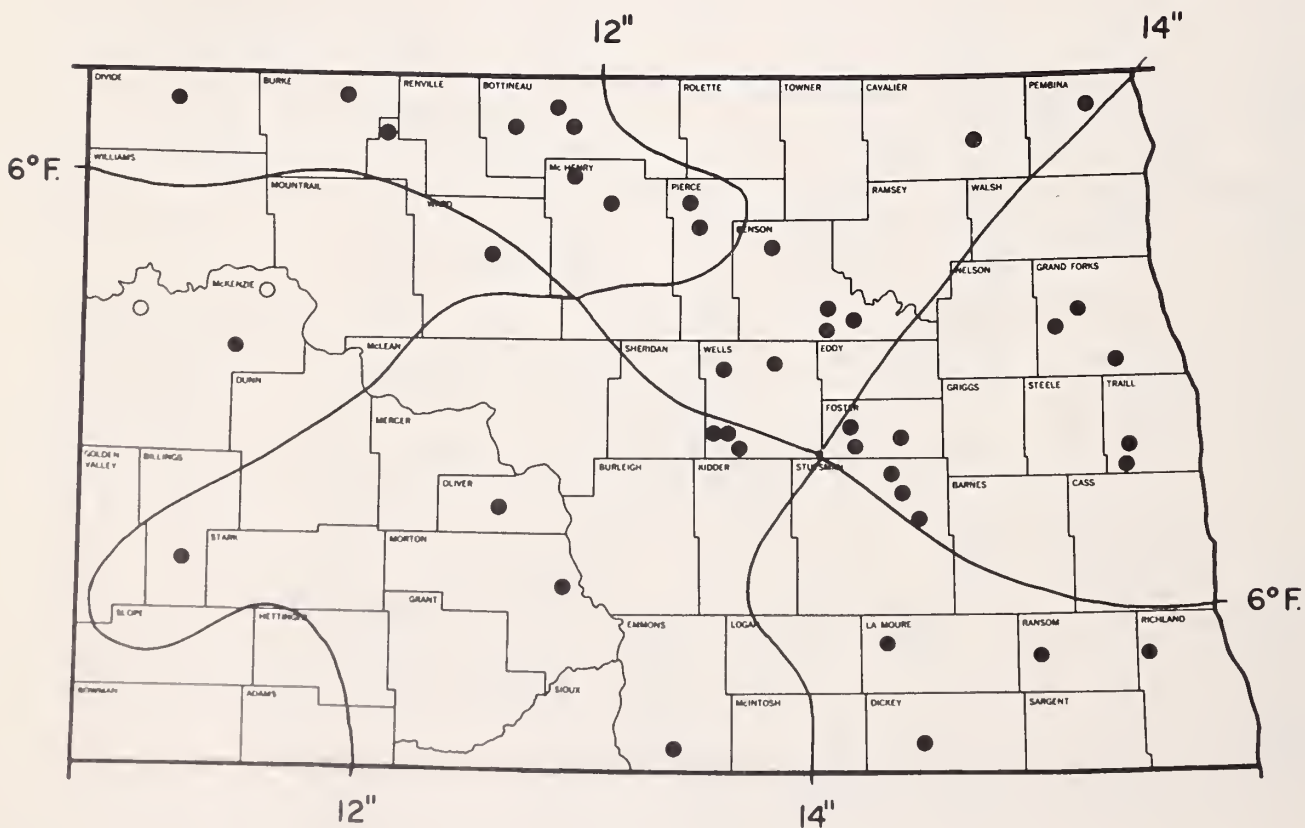 12" 14"
DIVIDE BURKE RENVILLE BOTTINEAU ROLETTE TOWNER CAVALIER PEMBINA
WILLIAMS
6°F.
MOUNTRAIL WARD McHENRY PIERCE RAMSEY WALSH
BENSON
McKENZIE NELSON GRAND FORKS
McLEAN SHERIDAN WELLS EDDY
DUNN GRIGGS STEELE TRAILL
MERCER FOSTER
GOLDEN VALLEY BILLINGS BURLEIGH KIDDER STUTSMAN
OLIVER BARNES CASS
STARK MORTON
GRANT
6°F.
SLOPE HETTINGER EMMONS LOGAN LA MOURE RANSOM RICHLAND
BOWMAN ADAMS SIOUX McINTOSH DICKEY SARGENT
12" 14"